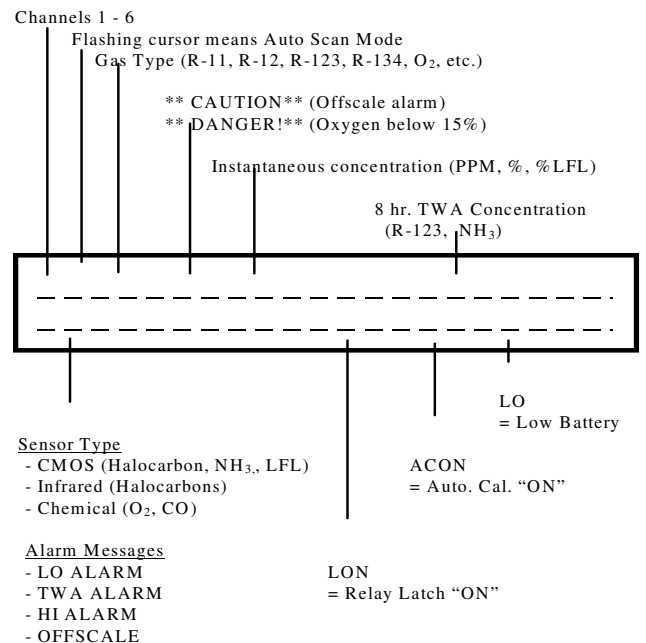 Channels 1 - 6
Flashing cursor means Auto Scan Mode
Gas Type (R-11, R-12, R-123, R-134, O₂, etc.)
** CAUTION** (Offscale alarm)
** DANGER!** (Oxygen below 15%)
Instantaneous concentration (PPM, %, %LFL)
8 hr. TWA Concentration
(R-123, NH₃)
LO
= Low Battery
Sensor Type
- CMOS (Halocarbon, NH₃,, LFL)
- Infrared (Halocarbons)
- Chemical (O₂, CO)
ACON
= Auto. Cal. “ON”
Alarm Messages
- LO ALARM
- TWA ALARM
- HI ALARM
- OFFSCALE
LON
= Relay Latch “ON”